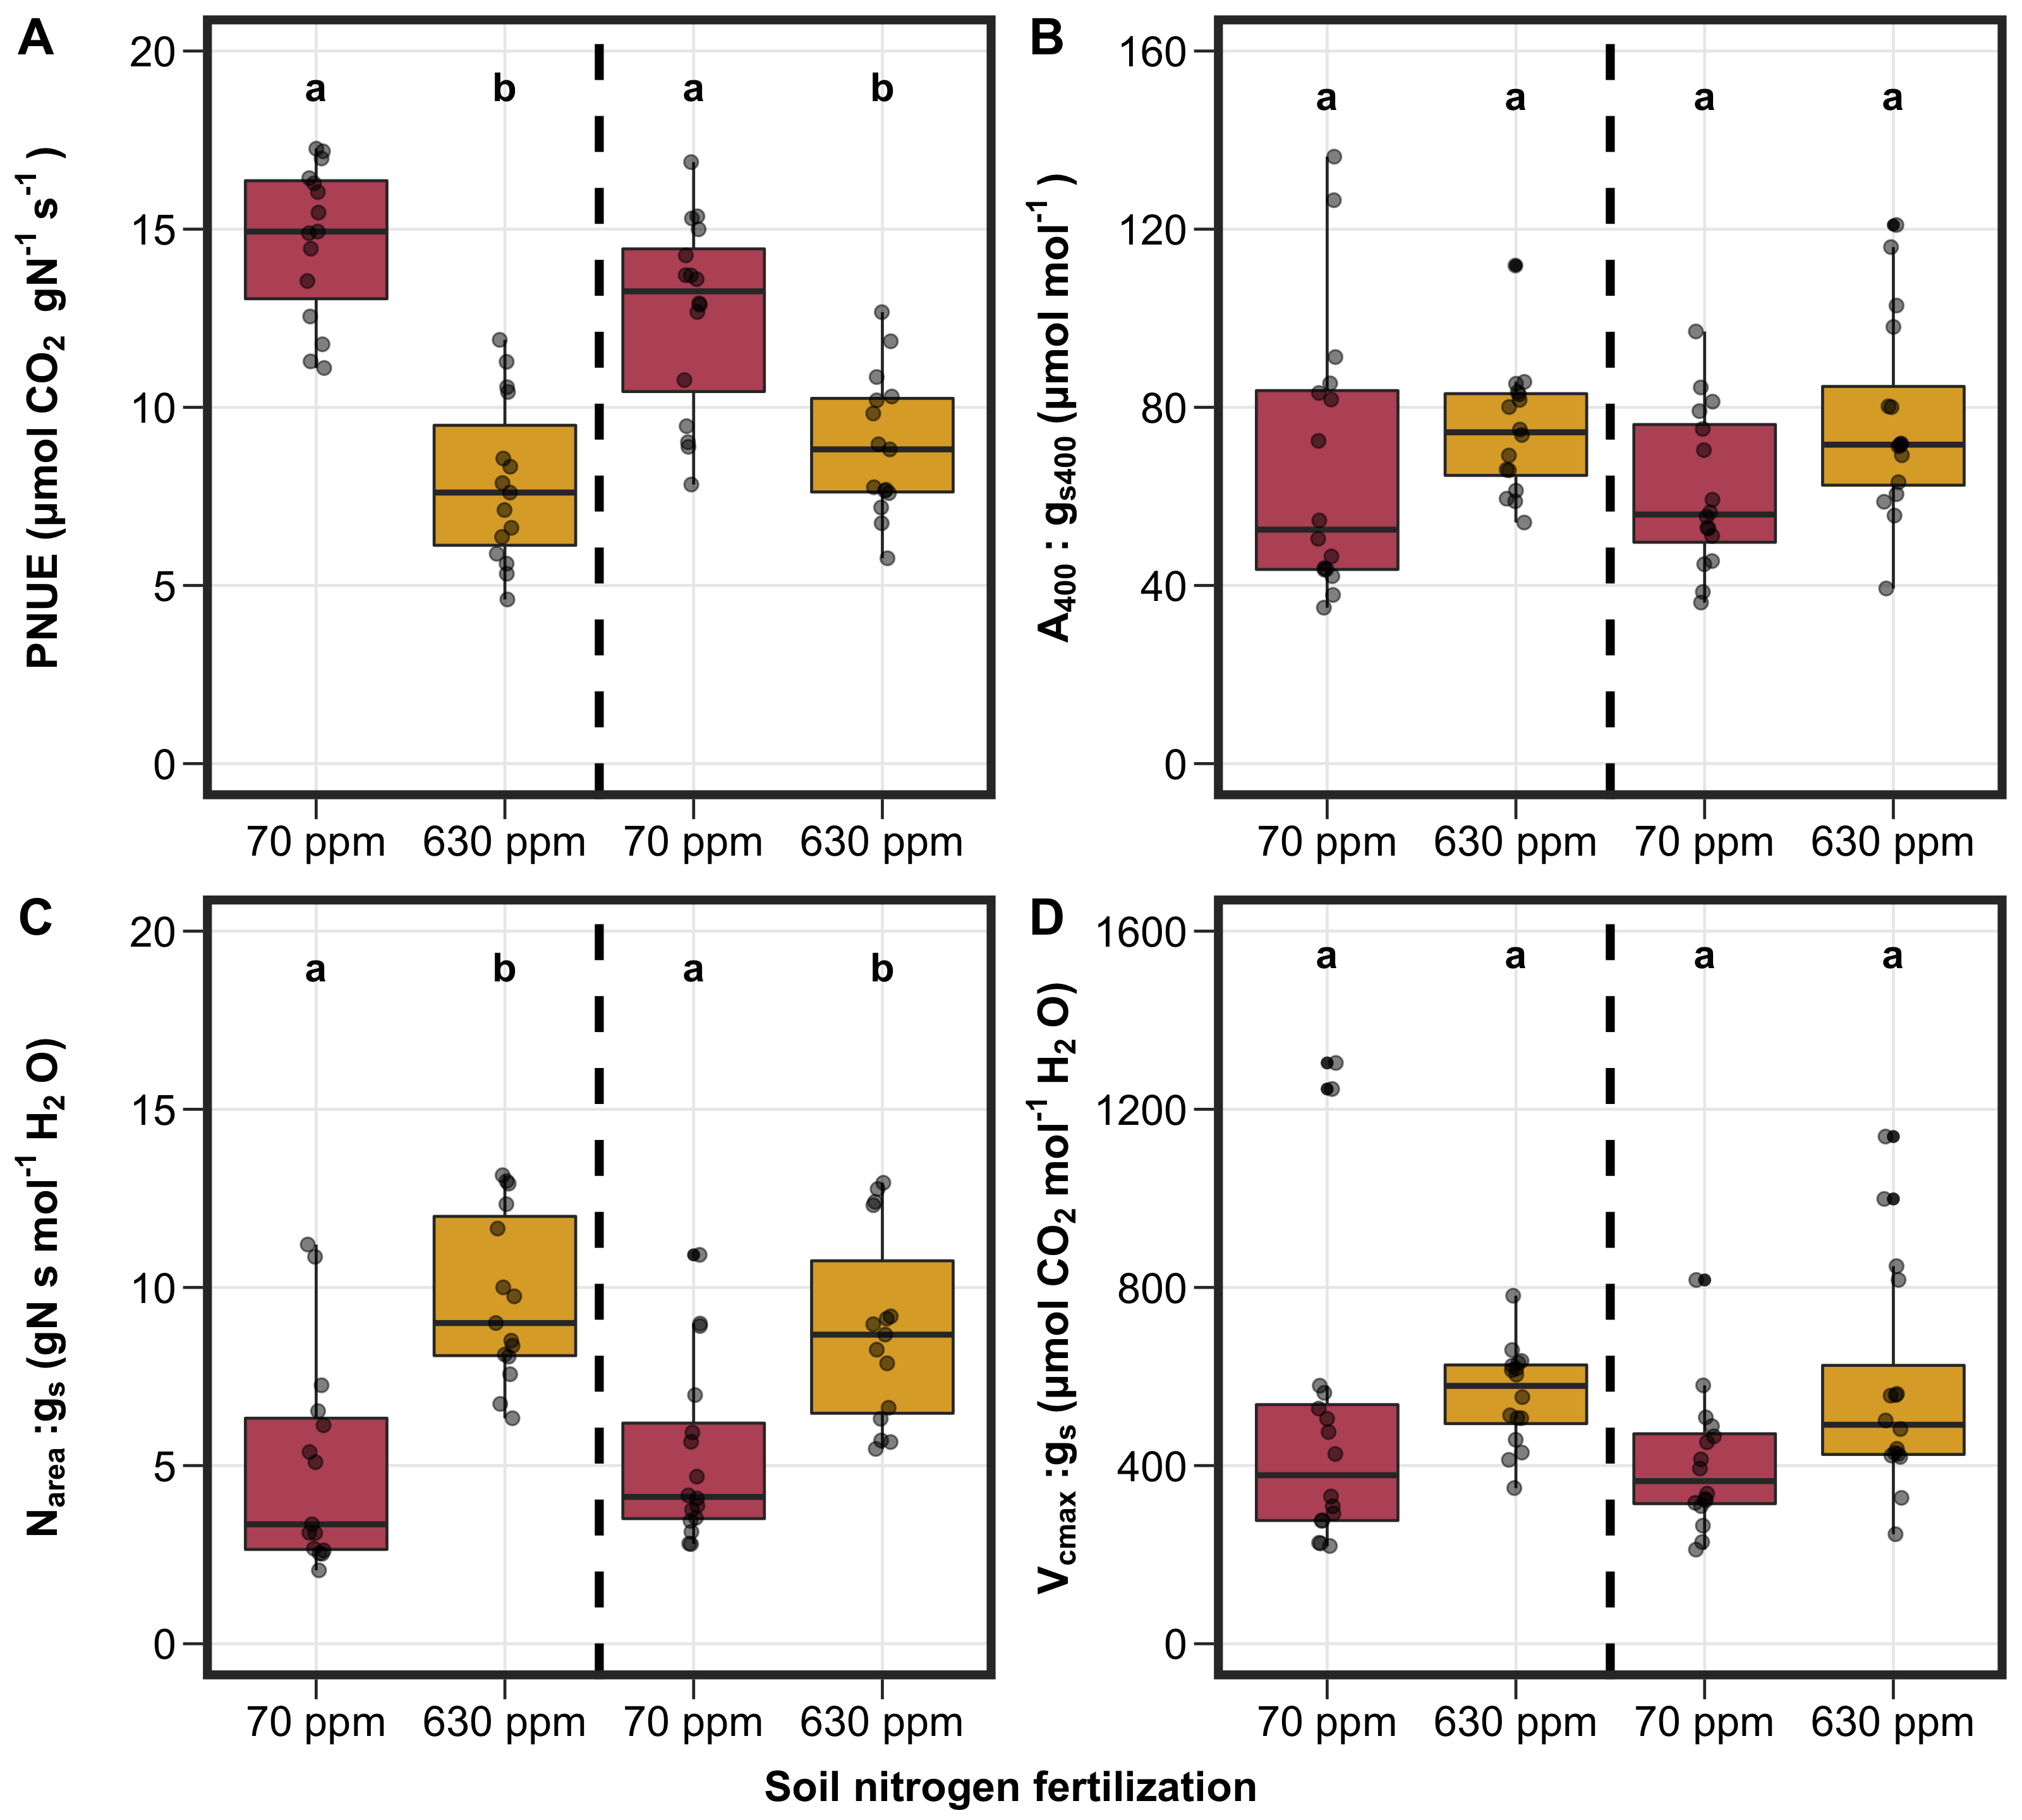 A
PNUE (µmol CO2 gN-1 s-1 )
20
15
10
5
0
a b a b
70 ppm 630 ppm 70 ppm 630 ppm
B
A400 : gs400 (µmol mol-1 )
160
120
80
40
0
a a a a
70 ppm 630 ppm 70 ppm 630 ppm
C
Narea :gs (gN s mol-1 H2 O)
20
15
10
5
0
a b a b
70 ppm 630 ppm 70 ppm 630 ppm
D
Vcmax :gs (µmol CO2 mol-1 H2 O)
1600
1200
800
400
0
a a a a
70 ppm 630 ppm 70 ppm 630 ppm
Soil nitrogen fertilization